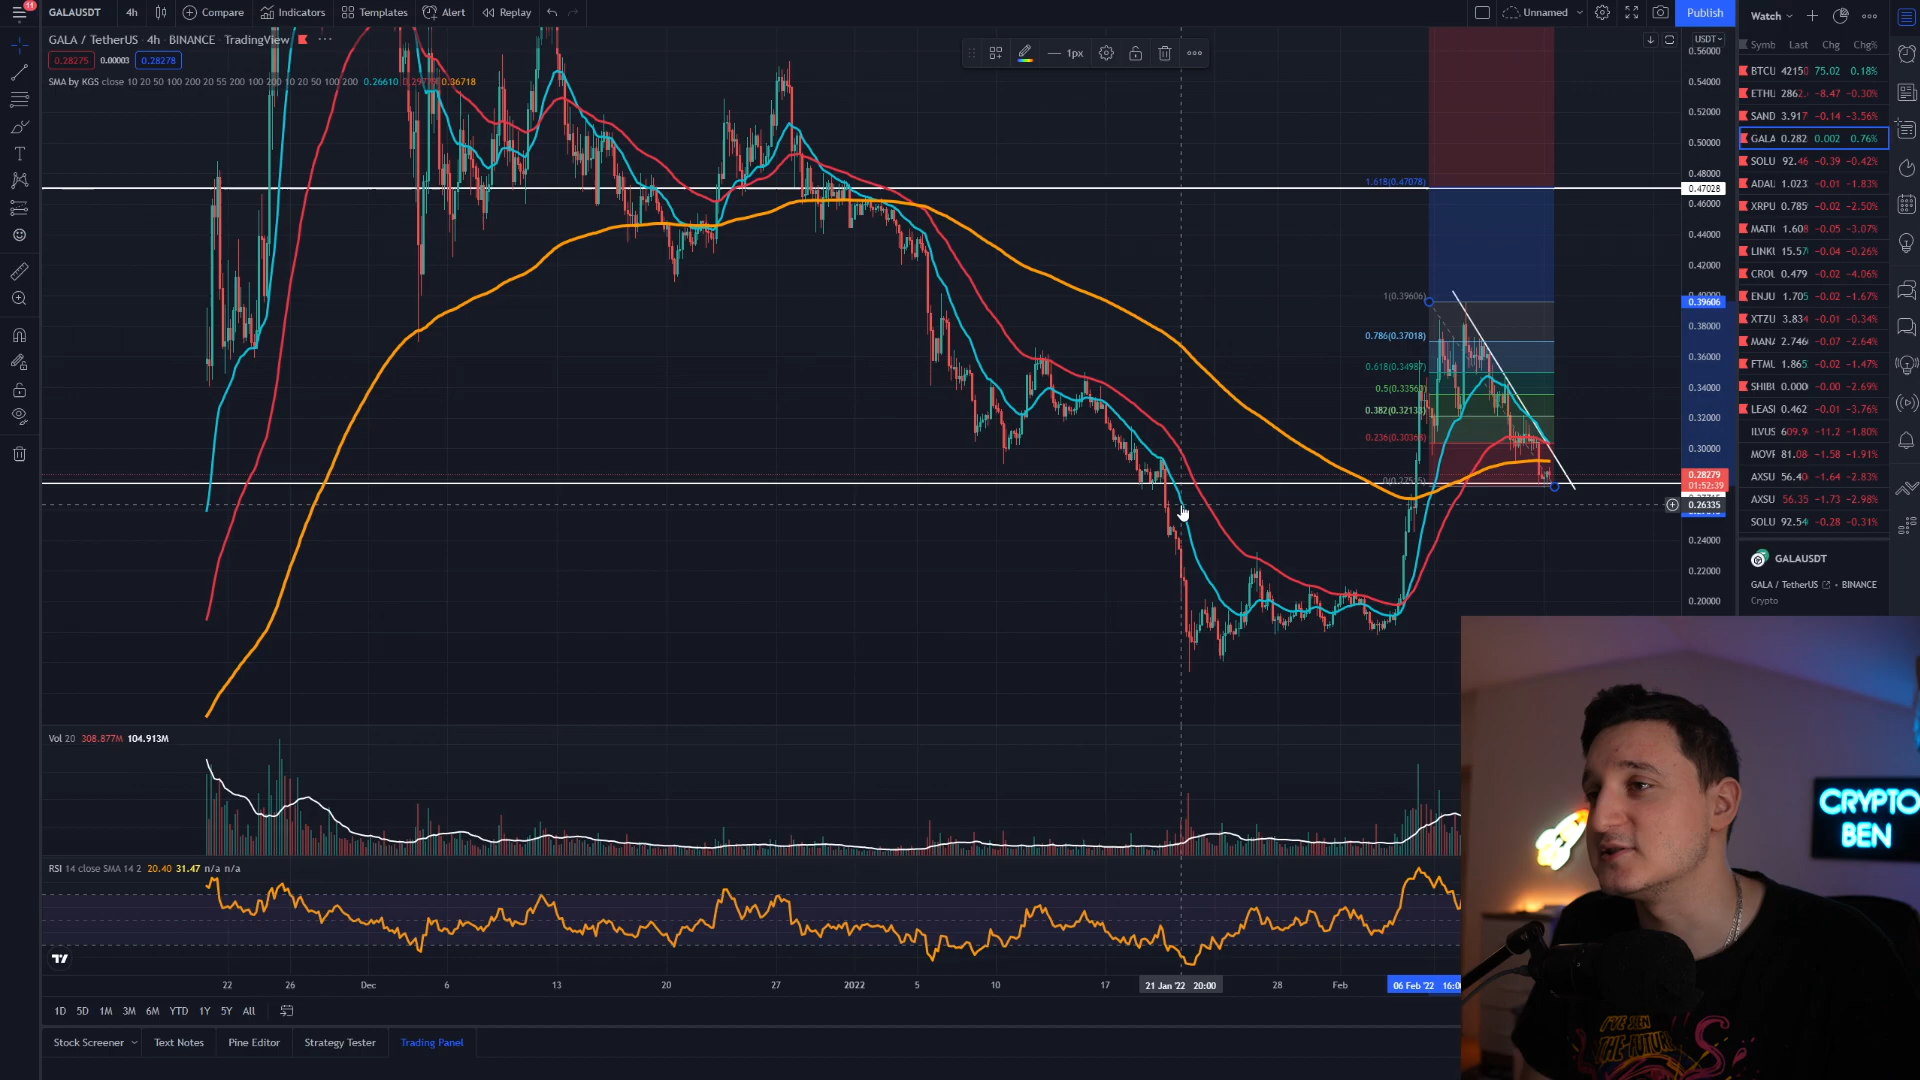 11
GALAUSDT 4h Compare Indicators Templates Alert Replay Unnamed Publish
GALA / TetherUS 4h BINANCE TradingView
0.28275 0.00003 0.28278
SMA by KGS close 10 20 50 100 200 20 55 200 100 200 10 20 50 100 200 0.26610 0.36718
1px
USDT
0.56000
0.54000
0.52000
0.50000
0.48000
0.47028
0.46000
0.44000
0.42000
0.39606
0.38000
0.36000
0.34000
0.32000
0.30000
0.28279
01:52:39
0.26335
0.24000
0.22000
0.20000
1.618(0.47078)
1(0.39606)
0.786(0.37018)
0.618(0.34987)
Vol 20 308.877M 104.913M
RSI 14 close SMA 14 2 20.40 31.47 n/a n/a
22 26 Dec 6 13 20 27 2022 5 10 17 21 Jan '22 20:00 28 Feb 06 Feb '22
1D 5D 1M 3M 6M YTD 1Y 5Y All
Stock Screener Text Notes Pine Editor Strategy Tester Trading Panel
Watch
Symb Last Chg Chg%
BTCU 42150 75.02 0.18%
ETHU 2862. -8.47 -0.30%
SAND 3.917 -0.14 -3.56%
GALA 0.282 0.002 0.76%
SOLU 92.46 -0.39 -0.42%
ADAU 1.023 -0.01 -1.83%
XRPU 0.785 -0.02 -2.50%
MATI 1.608 -0.05 -3.07%
LINKU 15.57 -0.04 -0.26%
CROU 0.479 -0.02 -4.06%
ENJU 1.705 -0.02 -1.67%
XTZU 3.834 -0.01 -0.34%
MANA 2.746 -0.07 -2.64%
FTML 1.865 -0.02 -1.47%
SHIBU 0.000 -0.00 -2.69%
LEASI 0.462 -0.01 -3.76%
ILVUS 609.9 -11.2 -1.80%
MOVR 81.08 -1.58 -1.91%
AXSU 56.40 -1.64 -2.83%
AXSU 56.35 -1.73 -2.98%
SOLU 92.54 -0.28 -0.31%
GALAUSDT
GALA / TetherUS • BINANCE
Crypto
CRYPTO
BEN
I'VE SEEN
THE FUTURE